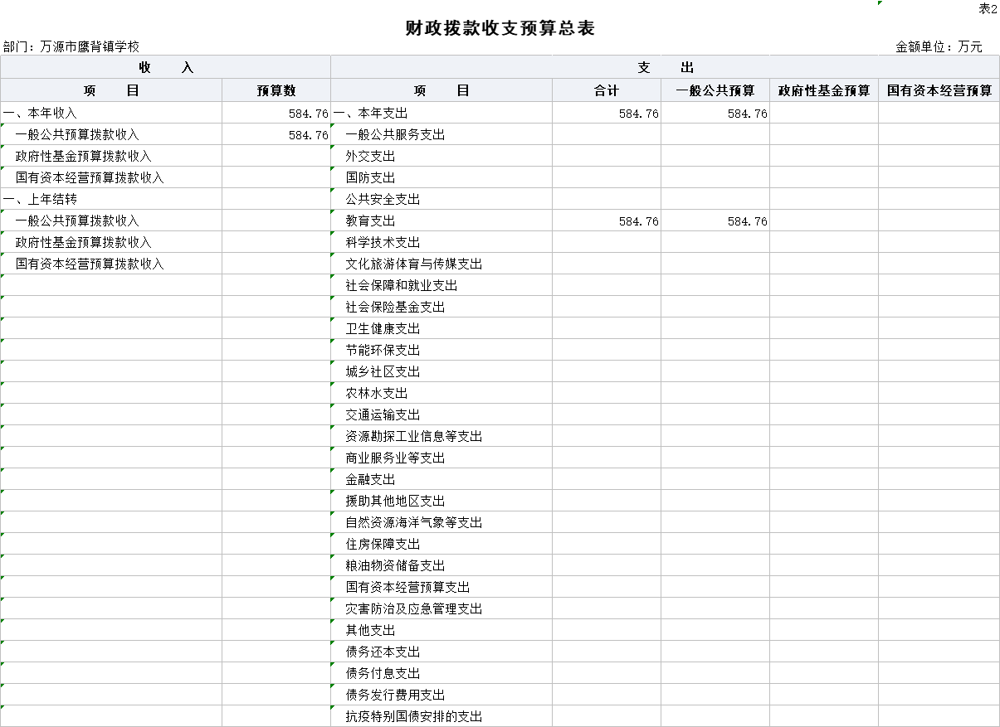 表2
财政拨款收支预算总表
部门：万源市鹰背镇学校 金额单位：万元
收 入 支 出
项 目 预算数 项 目 合计 一般公共预算 政府性基金预算 国有资本经营预算
一、本年收入 584.76 一、本年支出 584.76 584.76
一般公共预算拨款收入 584.76 一般公共服务支出
政府性基金预算拨款收入 外交支出
国有资本经营预算拨款收入 国防支出
一、上年结转 公共安全支出
一般公共预算拨款收入 教育支出 584.76 584.76
政府性基金预算拨款收入 科学技术支出
国有资本经营预算拨款收入 文化旅游体育与传媒支出
社会保障和就业支出
社会保险基金支出
卫生健康支出
节能环保支出
城乡社区支出
农林水支出
交通运输支出
资源勘探工业信息等支出
商业服务业等支出
金融支出
援助其他地区支出
自然资源海洋气象等支出
住房保障支出
粮油物资储备支出
国有资本经营预算支出
灾害防治及应急管理支出
其他支出
债务还本支出
债务付息支出
债务发行费用支出
抗疫特别国债安排的支出